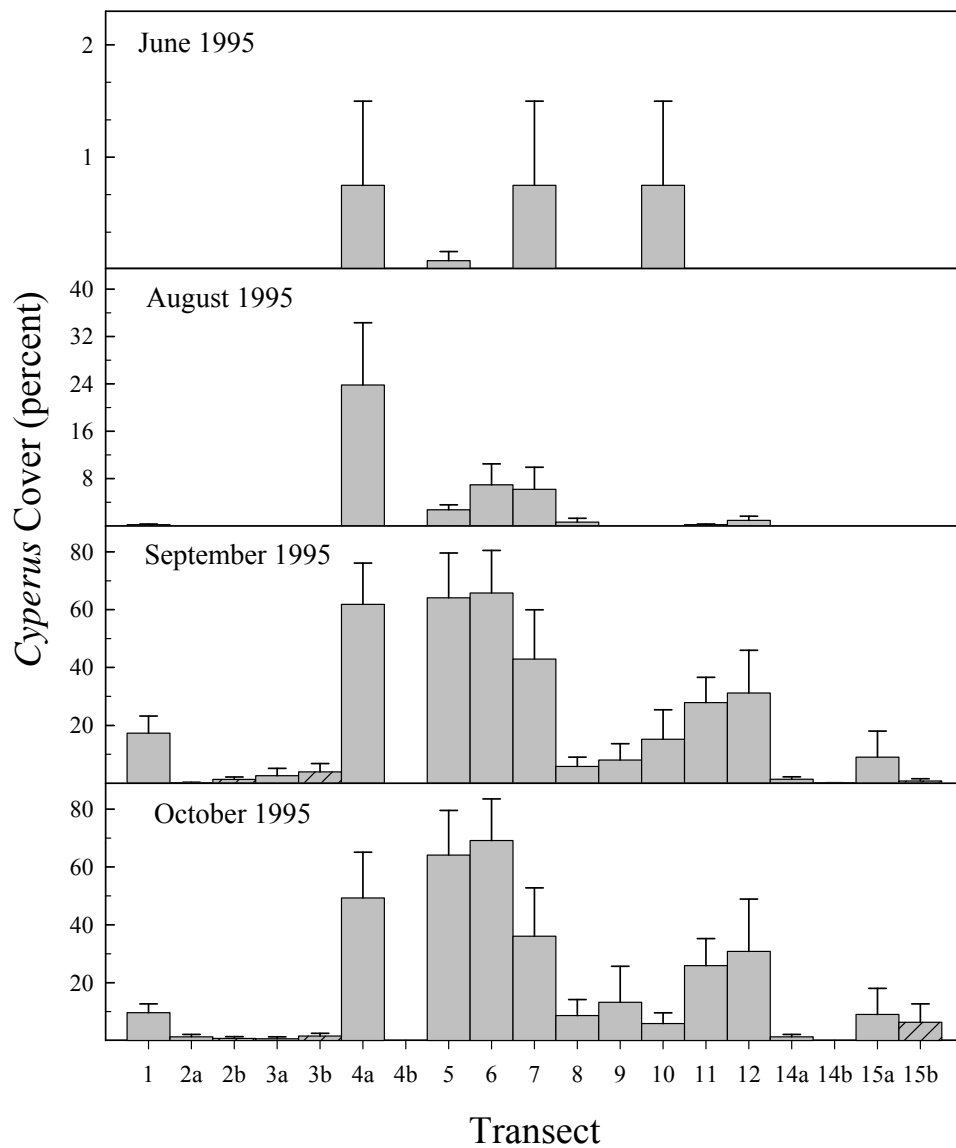 Cyperus Cover (percent)
June 1995
2
1
August 1995
40
32
24
16
8
September 1995
80
60
40
20
October 1995
80
60
40
20
1 2a 2b 3a 3b 4a 4b 5 6 7 8 9 10 11 12 14a 14b 15a 15b
Transect